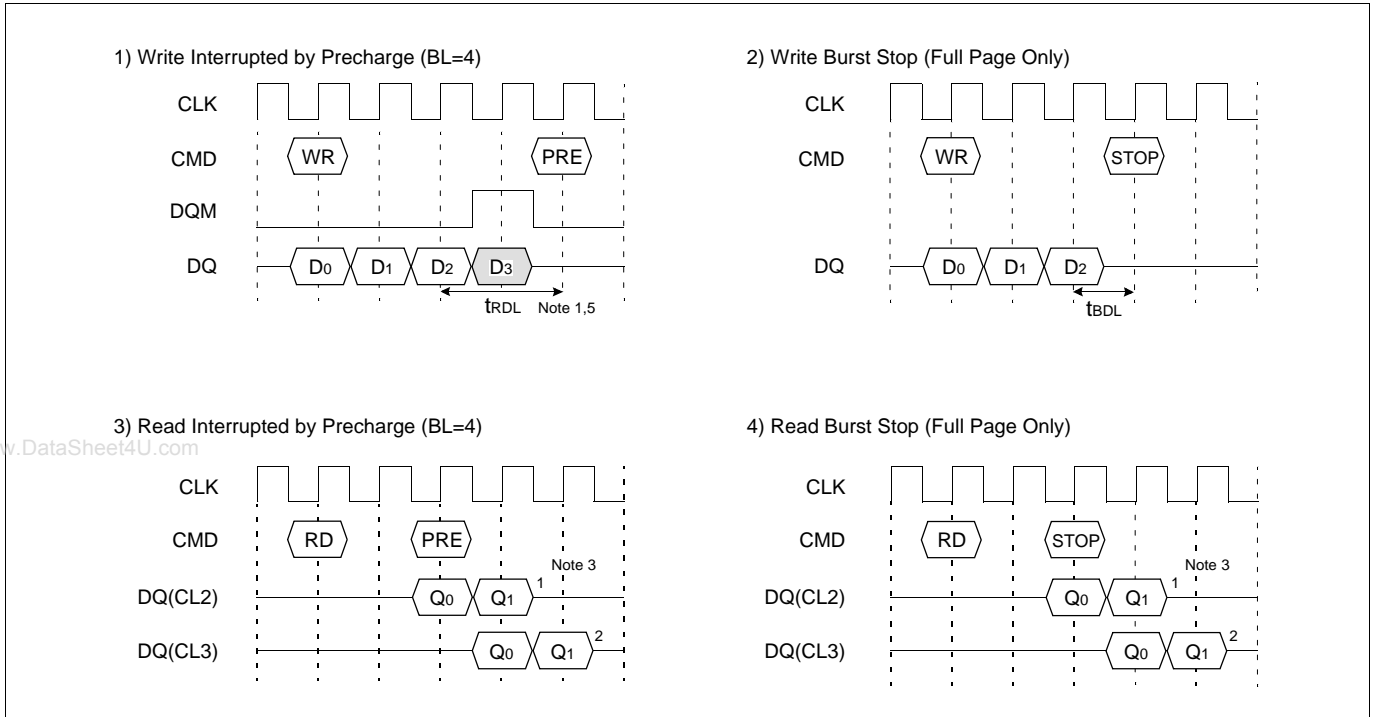 1) Write Interrupted by Precharge (BL=4)
CLK
CMD WR PRE
DQM
DQ D0 D1 D2 D3
tRDL Note 1,5
2) Write Burst Stop (Full Page Only)
CLK
CMD WR STOP
DQ D0 D1 D2
tBDL
3) Read Interrupted by Precharge (BL=4)
w.DataSheet4U.com
CLK
CMD RD PRE
Note 3
DQ(CL2) Q0 Q1 1
DQ(CL3) Q0 Q1 2
4) Read Burst Stop (Full Page Only)
CLK
CMD RD STOP
Note 3
DQ(CL2) Q0 Q1 1
DQ(CL3) Q0 Q1 2